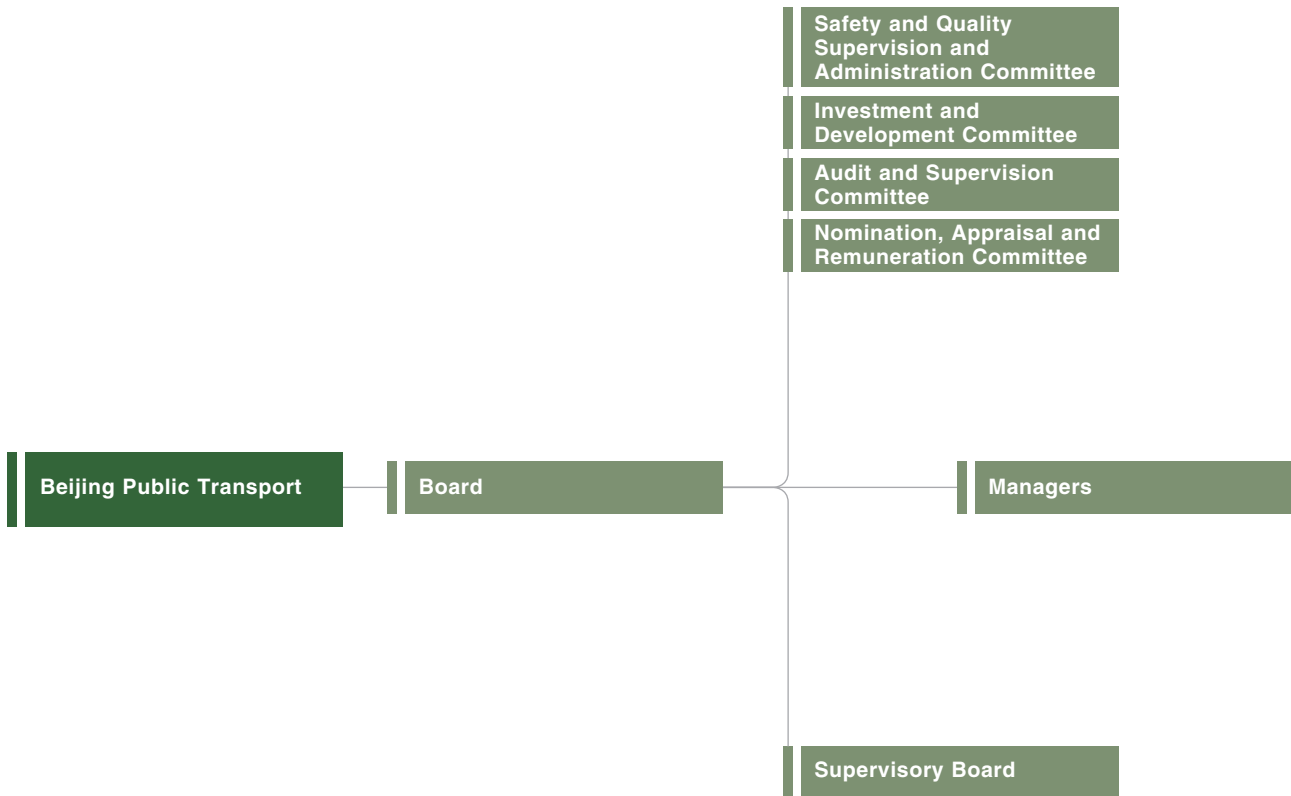 Safety and Quality
Supervision and
Administration Committee
Investment and
Development Committee
Audit and Supervision
Committee
Nomination, Appraisal and
Remuneration Committee
Beijing Public Transport
Board
Managers
Supervisory Board